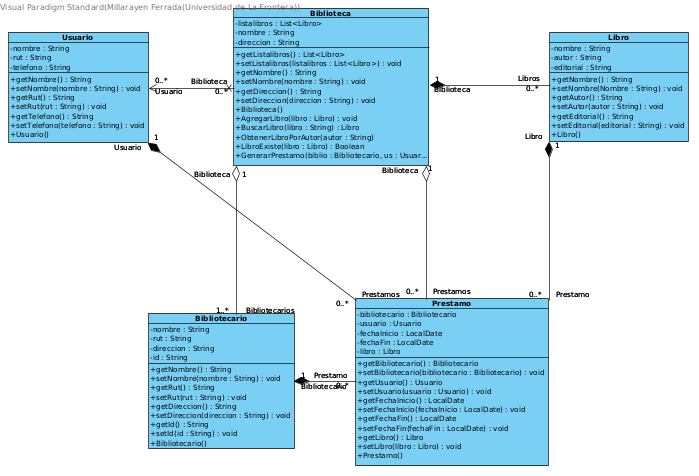 Visual Paradigm Standard(Millarayen Ferrada(Universidad de La Frontera))
Usuario
-nombre : String
-rut : String
-telefono : String
+getNombre() : String
+setNombre(nombre : String) : void
+getRut() : String
+setRut(rut : String) : void
+getTelefono() : String
+setTelefono(telefono : String) : void
+Usuario()
Biblioteca
-listalibros : List<Libro>
-nombre : String
-direccion : String
+getListalibros() : List<Libro>
+setListalibros(listalibros : List<Libro>) : void
+getNombre() : String
+setNombre(nombre : String) : void
+getDireccion() : String
+setDireccion(direccion : String) : void
+Biblioteca()
+AgregarLibro(libro : Libro) : void
+BuscarLibro(libro : String) : Libro
+ObtenerLibroPorAutor(autor : String)
+LibroExiste(libro : Libro) : Boolean
+GenerarPrestamo(biblio : Bibliotecario, us : Usuar...
Libro
-nombre : String
-autor : String
-editorial : String
+getNombre() : String
+setNombre(Nombre : String) : void
+getAutor() : String
+setAutor(autor : String) : void
+getEditorial() : String
+setEditorial(editorial : String) : void
+Libro()
0..*
Usuario
Biblioteca
0..*
1
Biblioteca
Libros
0..*
1
Usuario
Biblioteca
1
Biblioteca
1
Libro
1
1..*
Bibliotecarios
0..*
Prestamos
0..*
Prestamos
0..*
Prestamo
Bibliotecario
-nombre : String
-rut : String
-direccion : String
-id : String
+getNombre() : String
+setNombre(nombre : String) : void
+getRut() : String
+setRut(rut : String) : void
+getDireccion() : String
+setDireccion(direccion : String) : void
+getId() : String
+setId(id : String) : void
+Bibliotecario()
1
Bibliotecario
Prestamo
0..*
Prestamo
-bibliotecario : Bibliotecario
-usuario : Usuario
-fechaInicio : LocalDate
-fechaFin : LocalDate
-libro : Libro
+getBibliotecario() : Bibliotecario
+setBibliotecario(bibliotecario : Bibliotecario) : void
+getUsuario() : Usuario
+setUsuario(usuario : Usuario) : void
+getFechaInicio() : LocalDate
+setFechaInicio(fechaInicio : LocalDate) : void
+getFechaFin() : LocalDate
+setFechaFin(fechaFin : LocalDate) : void
+getLibro() : Libro
+setLibro(libro : Libro) : void
+Prestamo()